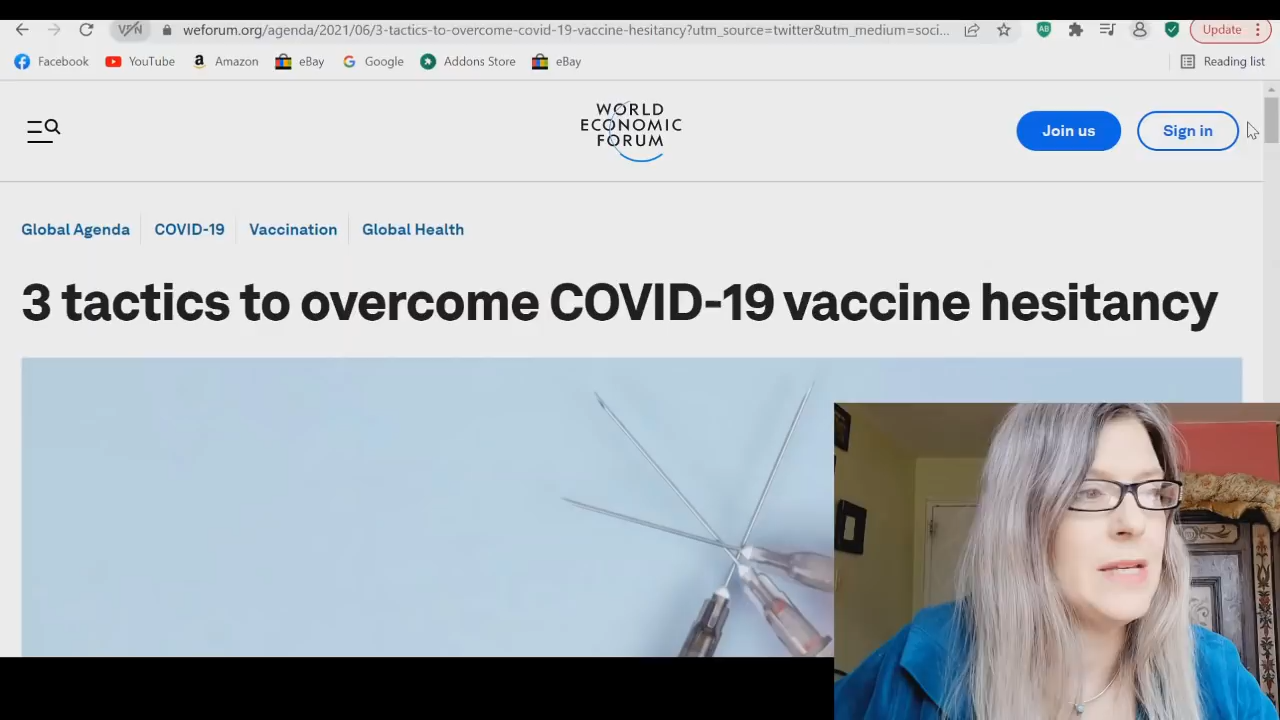 VPN
weforum.org/agenda/2021/06/3-tactics-to-overcome-covid-19-vaccine-hesitancy?utm_source=twitter&utm_medium=soci...
AB
Update
Facebook YouTube Amazon eBay Google Addons Store eBay
Reading list
WORLD
ECONOMIC
FORUM
Join us
Sign in
Global Agenda COVID-19 Vaccination Global Health
3 tactics to overcome COVID-19 vaccine hesitancy